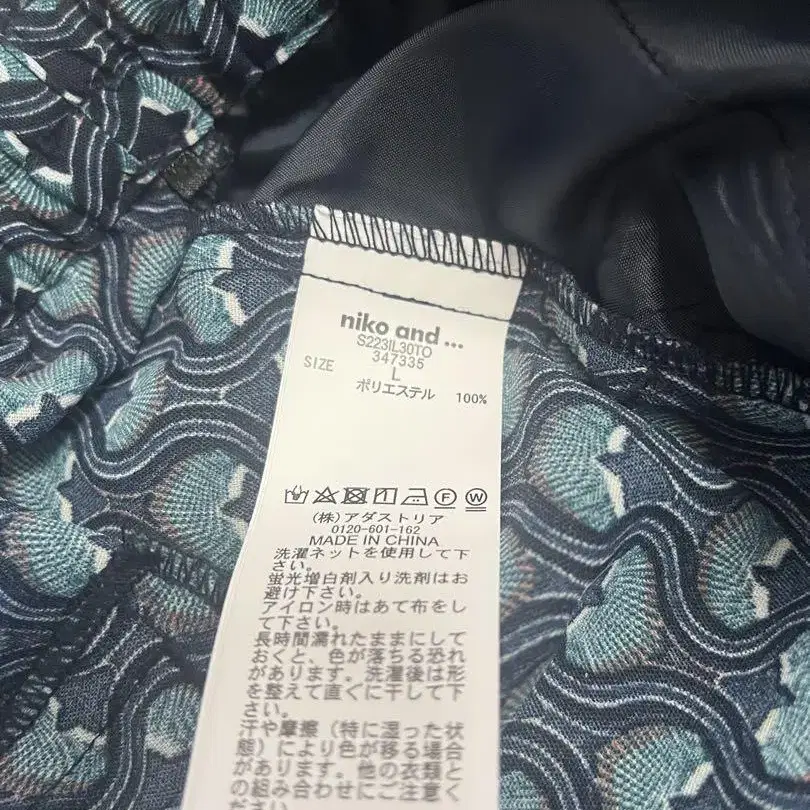 niko and ...
S223IL30TO
347335
SIZE L
ポリエステル 100%
(株)アダストリア
0120-601-162
MADE IN CHINA
洗濯ネットを使用して下
さい。
蛍光増白剤入り洗剤はお
避け下さい。
アイロン時はあて布をし
て下さい。
長時間濡れたままにして
おくと、色が落ちる恐れ
があります。洗濯後は形
を整えて直ぐに干して下
さい。
汗や摩擦(特に湿った状
態)により色が移る場合
があります。他の衣類と
の組み合わせにご注意く
ださい